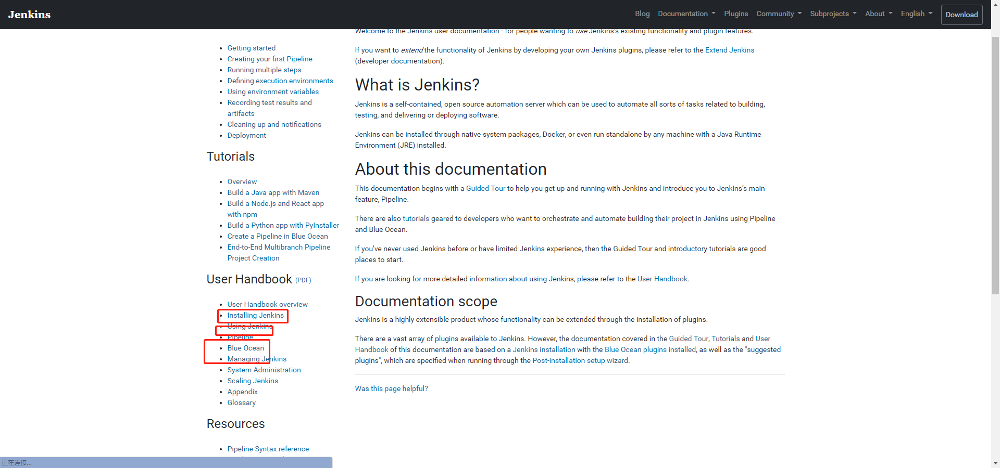 Jenkins
Blog Documentation Plugins Community Subprojects About English Download
Getting started
Creating your first Pipeline
Running multiple steps
Defining execution environments
Using environment variables
Recording test results and
artifacts
Cleaning up and notifications
Deployment
Tutorials
Overview
Build a Java app with Maven
Build a Node.js and React app
with npm
Build a Python app with PyInstaller
Create a Pipeline in Blue Ocean
End-to-End Multibranch Pipeline
Project Creation
User Handbook (PDF)
User Handbook overview
Installing Jenkins
Using Jenkins
Pipeline
Blue Ocean
Managing Jenkins
System Administration
Scaling Jenkins
Appendix
Glossary
Resources
Pipeline Syntax reference
Welcome to the Jenkins user documentation - for people wanting to use Jenkins's existing functionality and plugin features.
If you want to extend the functionality of Jenkins by developing your own Jenkins plugins, please refer to the Extend Jenkins
(developer documentation).
What is Jenkins?
Jenkins is a self-contained, open source automation server which can be used to automate all sorts of tasks related to building,
testing, and delivering or deploying software.
Jenkins can be installed through native system packages, Docker, or even run standalone by any machine with a Java Runtime
Environment (JRE) installed.
About this documentation
This documentation begins with a Guided Tour to help you get up and running with Jenkins and introduce you to Jenkins’s main
feature, Pipeline.
There are also tutorials geared to developers who want to orchestrate and automate building their project in Jenkins using Pipeline
and Blue Ocean.
If you’ve never used Jenkins before or have limited Jenkins experience, then the Guided Tour and introductory tutorials are good
places to start.
If you are looking for more detailed information about using Jenkins, please refer to the User Handbook.
Documentation scope
Jenkins is a highly extensible product whose functionality can be extended through the installation of plugins.
There are a vast array of plugins available to Jenkins. However, the documentation covered in the Guided Tour, Tutorials and User
Handbook of this documentation are based on a Jenkins installation with the Blue Ocean plugins installed, as well as the "suggested
plugins", which are specified when running through the Post-installation setup wizard.
Was this page helpful?
正在连接...